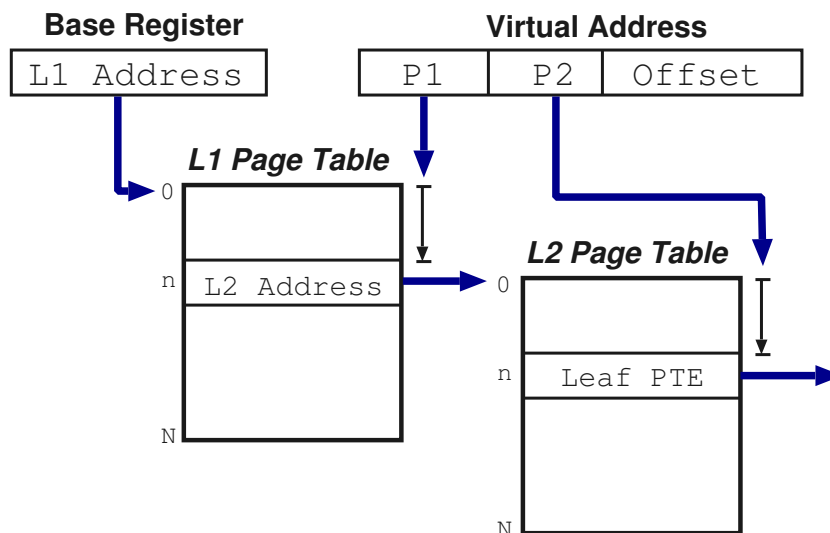 Base Register
Virtual Address
L1 Address
P1
P2
Offset
L1 Page Table
0
n
L2 Address
N
L2 Page Table
0
n
Leaf PTE
N